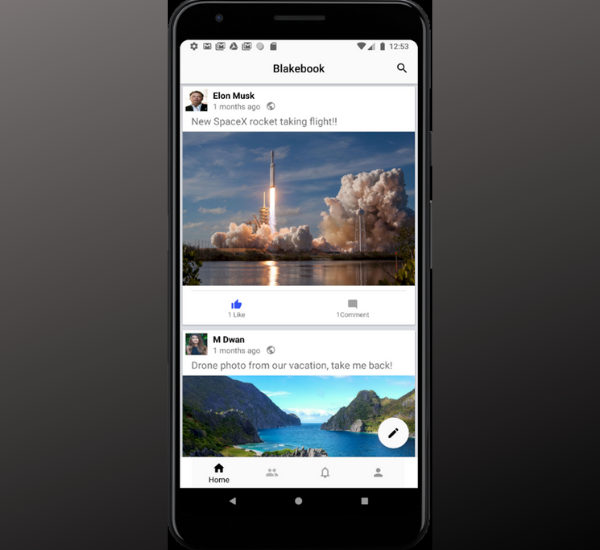 12:53
Blakebook
Elon Musk
1 months ago
New SpaceX rocket taking flight!!
1 Like
1Comment
M Dwan
1 months ago
Drone photo from our vacation, take me back!
Home